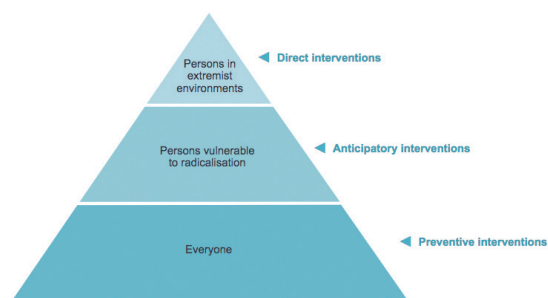 Persons in
extremist
environments
Direct interventions
Persons vulnerable
to radicalisation
Anticipatory interventions
Everyone
Preventive interventions